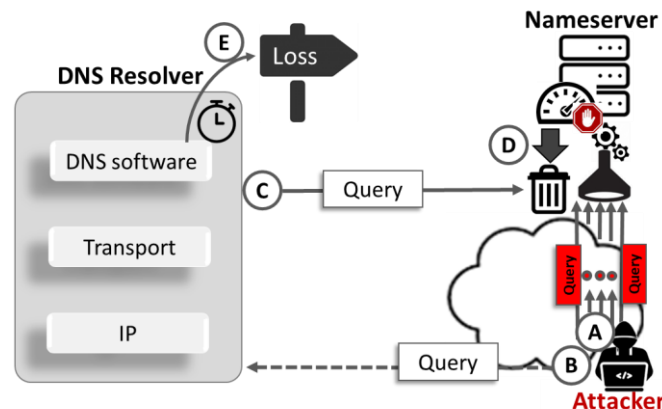 Nameserver
E
Loss
DNS Resolver
DNS software
D
C
Query
Transport
Query
Query
A
IP
Query
B
</>
Attacker